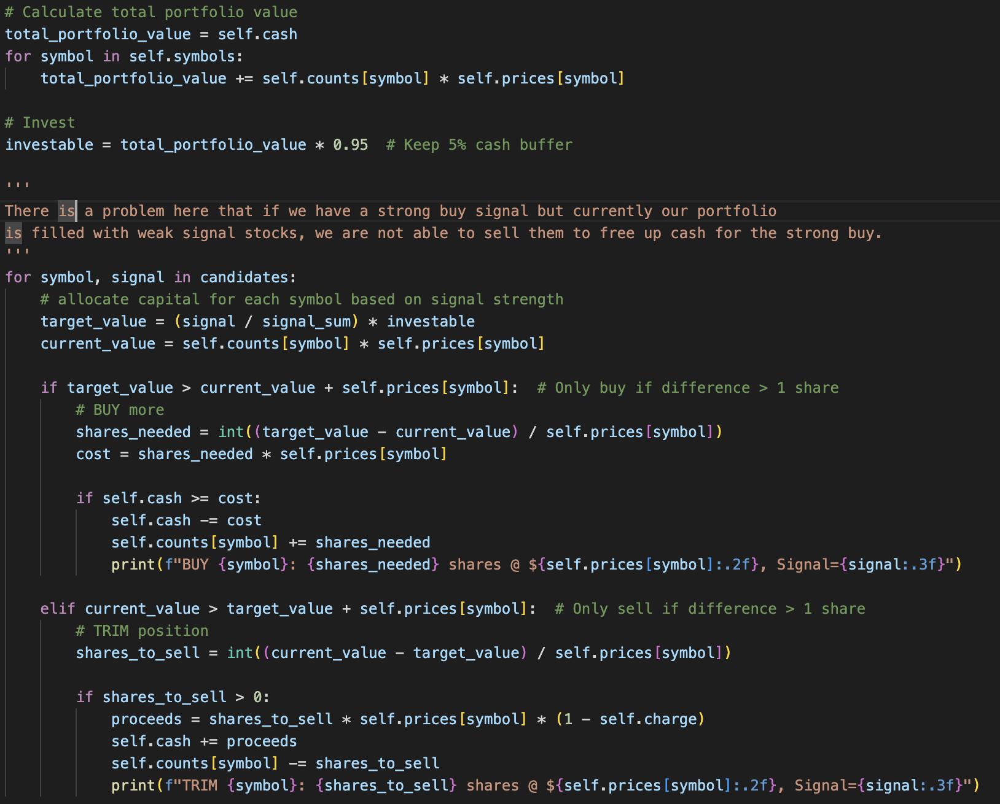 # Calculate total portfolio value
total_portfolio_value = self.cash
for symbol in self.symbols:
    total_portfolio_value += self.counts[symbol] * self.prices[symbol]

# Invest
investable = total_portfolio_value * 0.95  # Keep 5% cash buffer

'''
There is a problem here that if we have a strong buy signal but currently our portfolio
is filled with weak signal stocks, we are not able to sell them to free up cash for the strong buy.
'''
for symbol, signal in candidates:
    # allocate capital for each symbol based on signal strength
    target_value = (signal / signal_sum) * investable
    current_value = self.counts[symbol] * self.prices[symbol]

    if target_value > current_value + self.prices[symbol]:  # Only buy if difference > 1 share
        # BUY more
        shares_needed = int((target_value - current_value) / self.prices[symbol])
        cost = shares_needed * self.prices[symbol]

        if self.cash >= cost:
            self.cash -= cost
            self.counts[symbol] += shares_needed
            print(f"BUY {symbol}: {shares_needed} shares @ ${self.prices[symbol]:.2f}, Signal={signal:.3f}")

    elif current_value > target_value + self.prices[symbol]:  # Only sell if difference > 1 share
        # TRIM position
        shares_to_sell = int((current_value - target_value) / self.prices[symbol])

        if shares_to_sell > 0:
            proceeds = shares_to_sell * self.prices[symbol] * (1 - self.charge)
            self.cash += proceeds
            self.counts[symbol] -= shares_to_sell
            print(f"TRIM {symbol}: {shares_to_sell} shares @ ${self.prices[symbol]:.2f}, Signal={signal:.3f}")